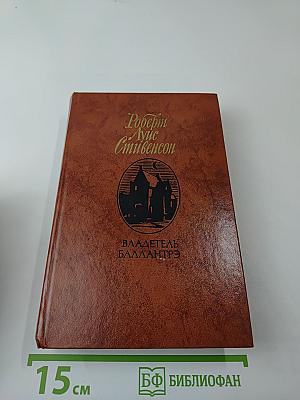 Роберт
Луис
Стивенсон
ВЛАДЕТЕЛЬ
БАЛЛАНТРЭ
15 см
БФ БИБЛИОФАН